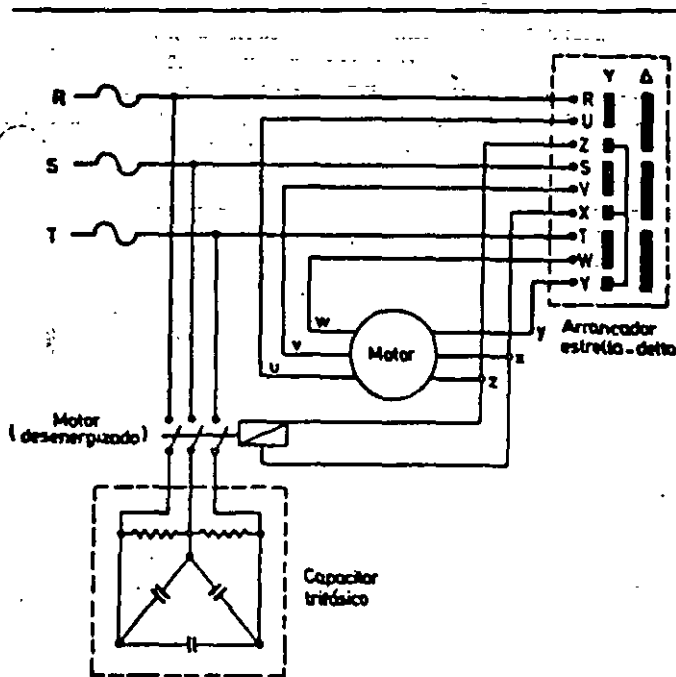 Y Δ
R R
U
Z
S S
V
X
T T
W
Y
w
y
Arrancador
estrella-delta
v
Motor
x
u
z
Motor
(desenergizado)
Capacitor
trifásico